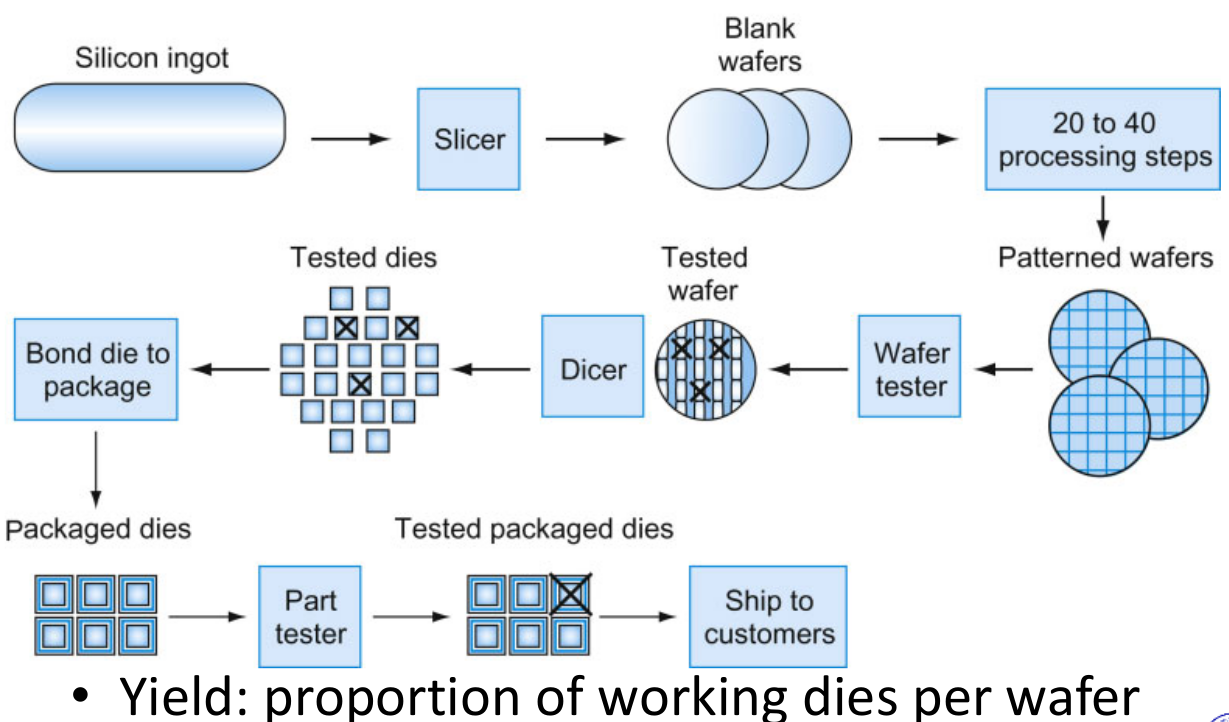 Silicon ingot
Slicer
Blank
wafers
20 to 40
processing steps
Patterned wafers
Wafer
tester
Tested
wafer
Dicer
Tested dies
Bond die to
package
Packaged dies
Part
tester
Tested packaged dies
Ship to
customers
• Yield: proportion of working dies per wafer